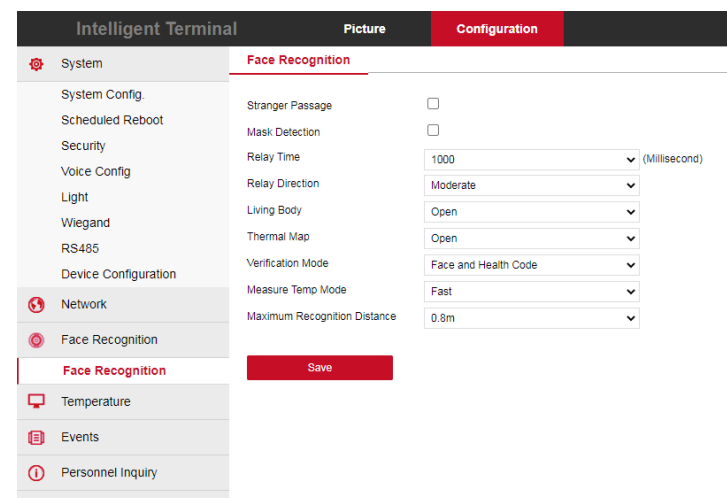 Intelligent Terminal Picture Configuration
System
System Config.
Scheduled Reboot
Security
Voice Config
Light
Wiegand
RS485
Device Configuration
Network
Face Recognition
Face Recognition
Temperature
Events
Personnel Inquiry
Face Recognition
Stranger Passage
Mask Detection
Relay Time 1000 (Millisecond)
Relay Direction Moderate
Living Body Open
Thermal Map Open
Verification Mode Face and Health Code
Measure Temp Mode Fast
Maximum Recognition Distance 0.8m
Save